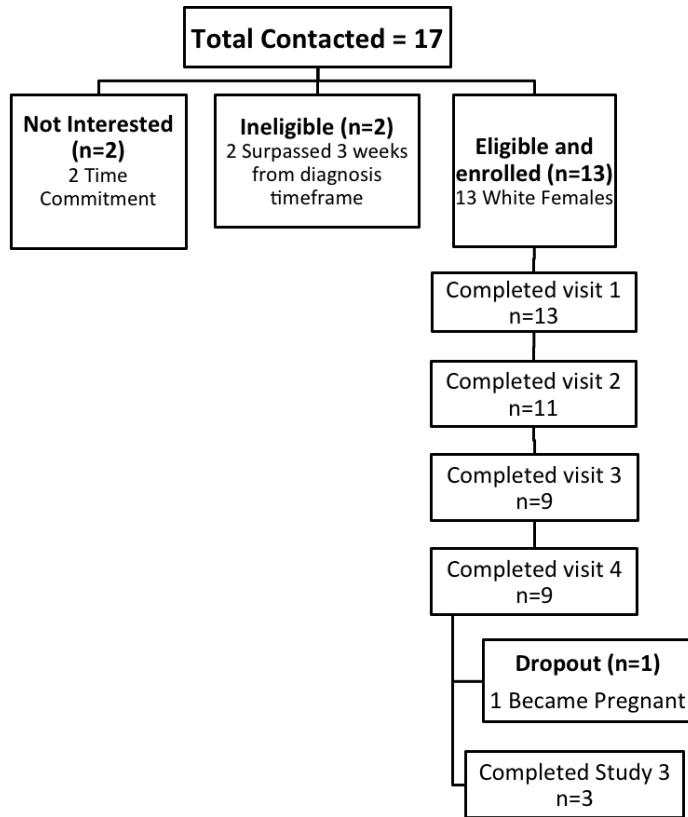 Total Contacted = 17
Not Interested
(n=2)
2 Time
Commitment
Ineligible (n=2)
2 Surpassed 3 weeks
from diagnosis
timeframe
Eligible and
enrolled (n=13)
13 White Females
Completed visit 1
n=13
Completed visit 2
n=11
Completed visit 3
n=9
Completed visit 4
n=9
Dropout (n=1)
1 Became Pregnant
Completed Study 3
n=3